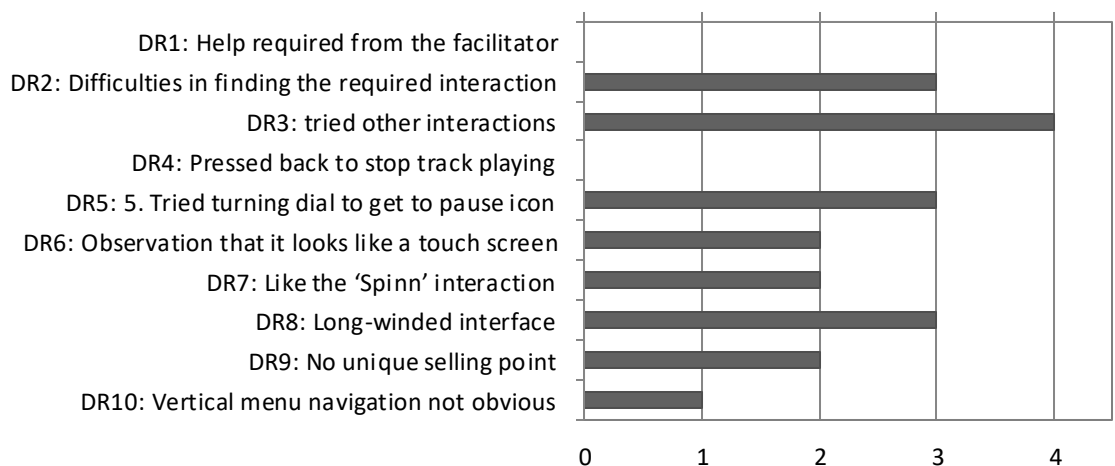 DR1: Help required from the facilitator
DR2: Difficulties in finding the required interaction
DR3: tried other interactions
DR4: Pressed back to stop track playing
DR5: 5. Tried turning dial to get to pause icon
DR6: Observation that it looks like a touch screen
DR7: Like the ‘Spinn’ interaction
DR8: Long-winded interface
DR9: No unique selling point
DR10: Vertical menu navigation not obvious
0 1 2 3 4